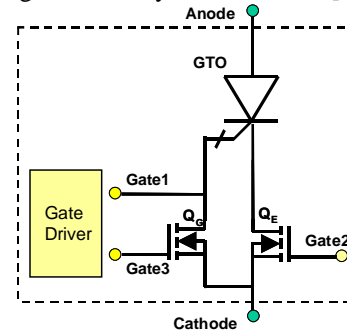 Anode
GTO
Gate1
Gate
Driver
QG
QE
Gate2
Gate3
Cathode